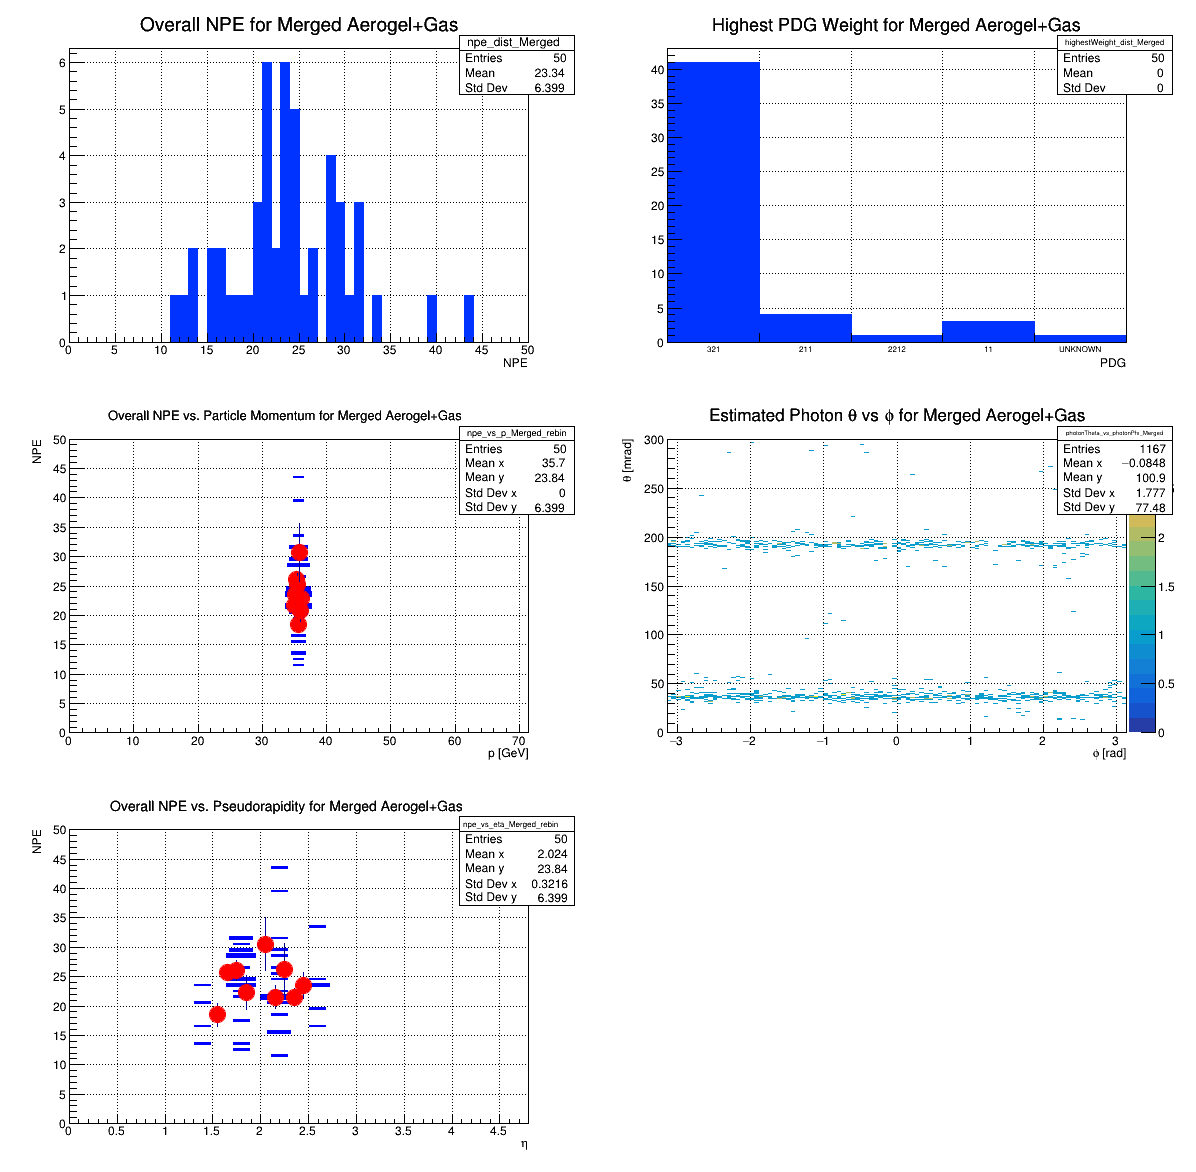 Overall NPE for Merged Aerogel+Gas
npe_dist_Merged
Entries 50
Mean 23.34
Std Dev 6.399
6
5
4
3
2
1
0
0 5 10 15 20 25 30 35 40 45 50
NPE
Highest PDG Weight for Merged Aerogel+Gas
highestWeight_dist_Merged
Entries 50
Mean 0
Std Dev 0
40
35
30
25
20
15
10
5
0
321 211 2212 11 UNKNOWN
PDG
Overall NPE vs. Particle Momentum for Merged Aerogel+Gas
npe_vs_p_Merged_rebin
Entries 50
Mean x 35.7
Mean y 23.84
Std Dev x 0
Std Dev y 6.399
NPE
50
45
40
35
30
25
20
15
10
5
0
0 10 20 30 40 50 60 70
p [GeV]
Estimated Photon θ vs ϕ for Merged Aerogel+Gas
photonTheta_vs_photonPhi_Merged
Entries 1167
Mean x −0.0848
Mean y 100.9
Std Dev x 1.777
Std Dev y 77.48
θ [mrad]
300
250
200
150
100
50
0
−3 −2 −1 0 1 2 3
ϕ [rad]
2
1.5
1
0.5
0
Overall NPE vs. Pseudorapidity for Merged Aerogel+Gas
npe_vs_eta_Merged_rebin
Entries 50
Mean x 2.024
Mean y 23.84
Std Dev x 0.3216
Std Dev y 6.399
NPE
50
45
40
35
30
25
20
15
10
5
0
0 0.5 1 1.5 2 2.5 3 3.5 4 4.5
η